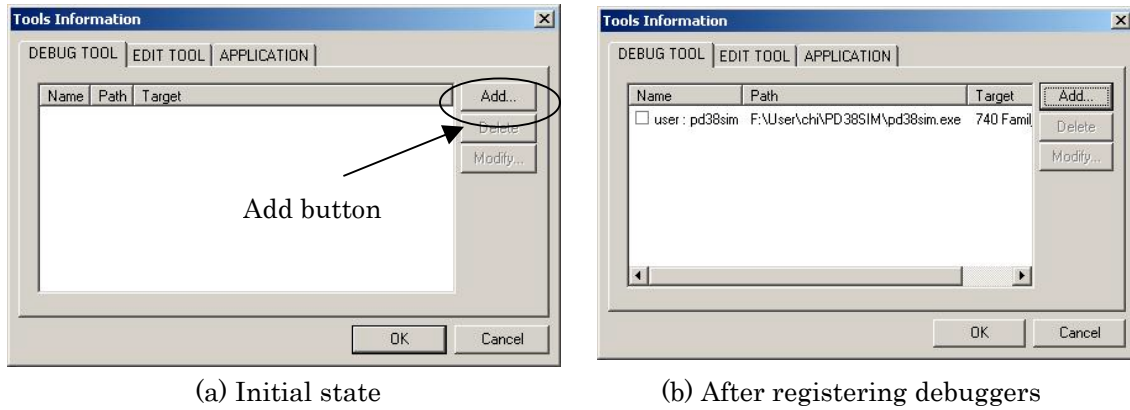 Tools Information
DEBUG TOOL EDIT TOOL APPLICATION
Name Path Target
Add...
Delete
Modify...
Add button
OK Cancel
(a) Initial state
Tools Information
DEBUG TOOL EDIT TOOL APPLICATION
Name Path Target
user : pd38sim F:\User\chi\PD38SIM\pd38sim.exe 740 Famil
Add...
Delete
Modify...
OK Cancel
(b) After registering debuggers